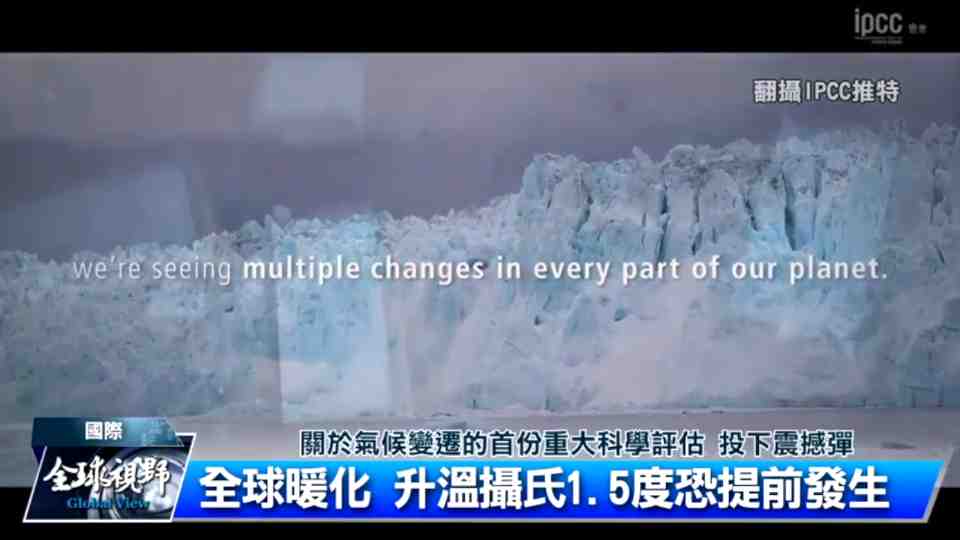 ipcc
翻攝IPCC推特
we're seeing multiple changes in every part of our planet.
國際
關於氣候變遷的首份重大科學評估 投下震撼彈
全球視野
Global View
全球暖化 升溫攝氏1.5度恐提前發生